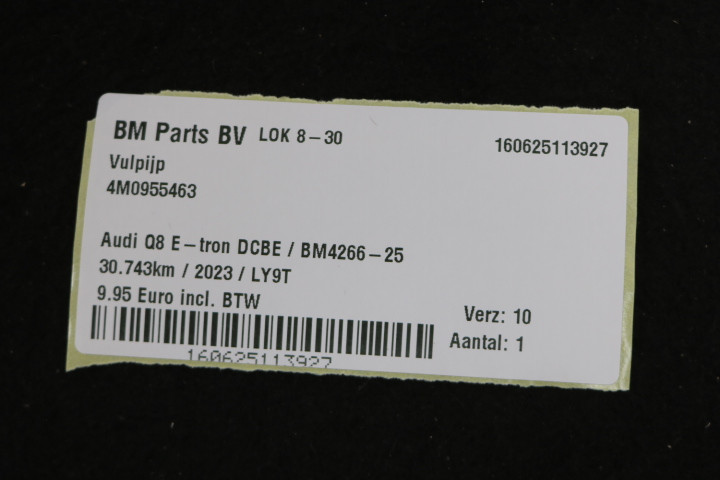 BM Parts BV LOK 8-30 160625113927
Vulpijp
4M0955463
Audi Q8 E-tron DCBE / BM4266-25
30.743km / 2023 / LY9T
9.95 Euro incl. BTW
Verz: 10
Aantal: 1
160625113927